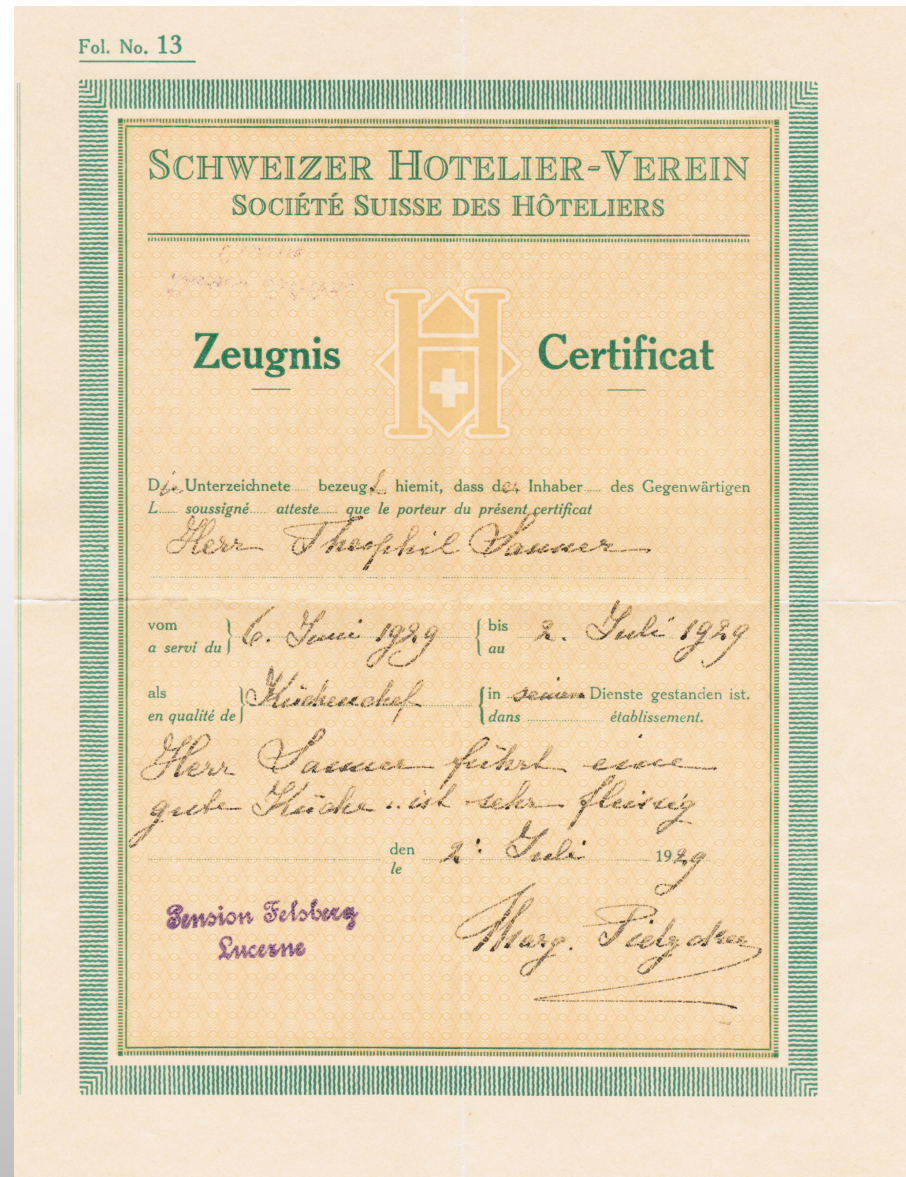 Fol. No. 13
SCHWEIZER HOTELIER-VEREIN
SOCIÉTÉ SUISSE DES HÔTELIERS
Zeugnis
Certificat
Die Unterzeichnete bezeugt hiemit, dass der Inhaber des Gegenwärtigen
L soussigné atteste que le porteur du présent certificat
Herr Theophil
vom 6. Juni 1929 bis 2. Juli 1929
a servi du au
als Küchenchef in Dienste gestanden ist.
en qualité de dans établissement.
Herr führt eine
gute Küche ist sehr fleissig
den 2. Juli 1929
le
Pension Felsberg
Lucerne
Marg.